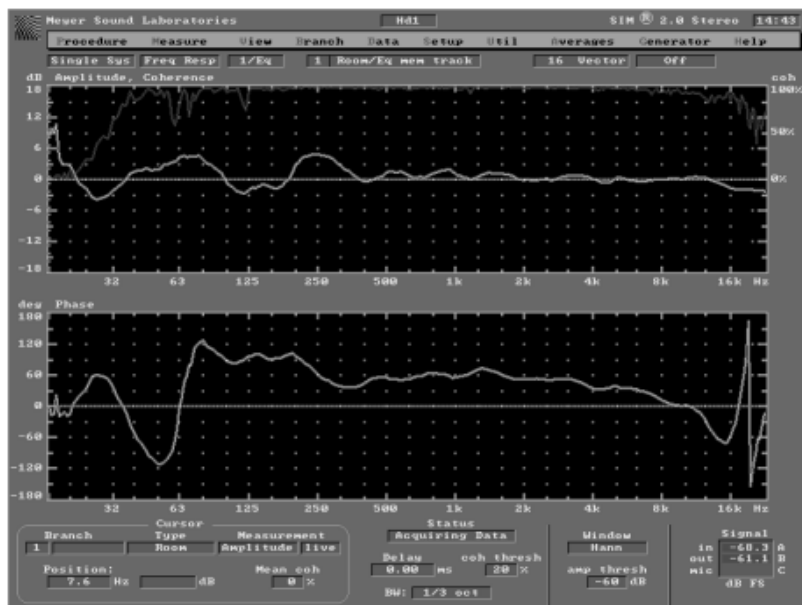 Meyer Sound Laboratories Hd1 SIM ® 2.0 Stereo 14:43
Procedure Measure View Branch Data Setup Util Averages Generator Help
Single Sys Freq Resp 1/Eq 1 Room/Eq mem track 16 Vector Off
dB Amplitude, Coherence coh
18 100%
12
6 50%
0 0%
-6
-12
-18
32 63 125 250 500 1k 2k 4k 8k 16k Hz
deg Phase
180
120
60
0
-60
-120
-180
32 63 125 250 500 1k 2k 4k 8k 16k Hz
Cursor Status
Branch Type Measurement Acquiring Data Window Signal
1 Room Amplitude live Hann in -60.3 A
Delay coh thresh out -61.1 B
Position: Mean coh 0.00 ms 20 % amp thresh mic C
7.6 Hz dB 0 % -60 dB dB FS
BW: 1/3 oct